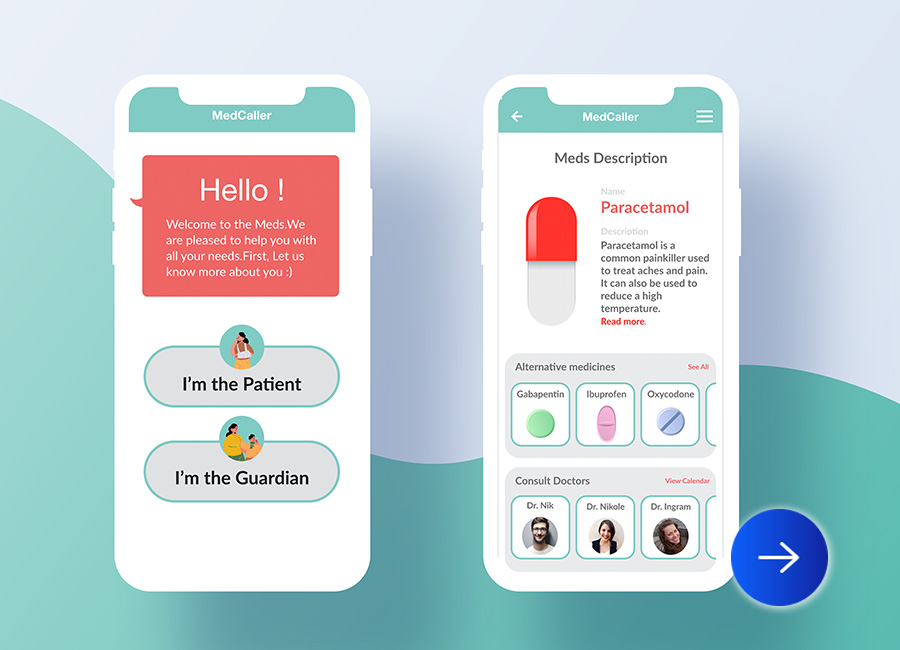 MedCaller
Hello !
Welcome to the Meds.We
are pleased to help you with
all your needs.First, Let us
know more about you :)
I'm the Patient
I'm the Guardian
MedCaller
Meds Description
Name
Paracetamol
Description
Paracetamol is a
common painkiller used
to treat aches and pain.
It can also be used to
reduce a high
temperature.
Read more.
Alternative medicines See All
Gabapentin Ibuprofen Oxycodone
Consult Doctors View Calendar
Dr. Nik Dr. Nikole Dr. Ingram